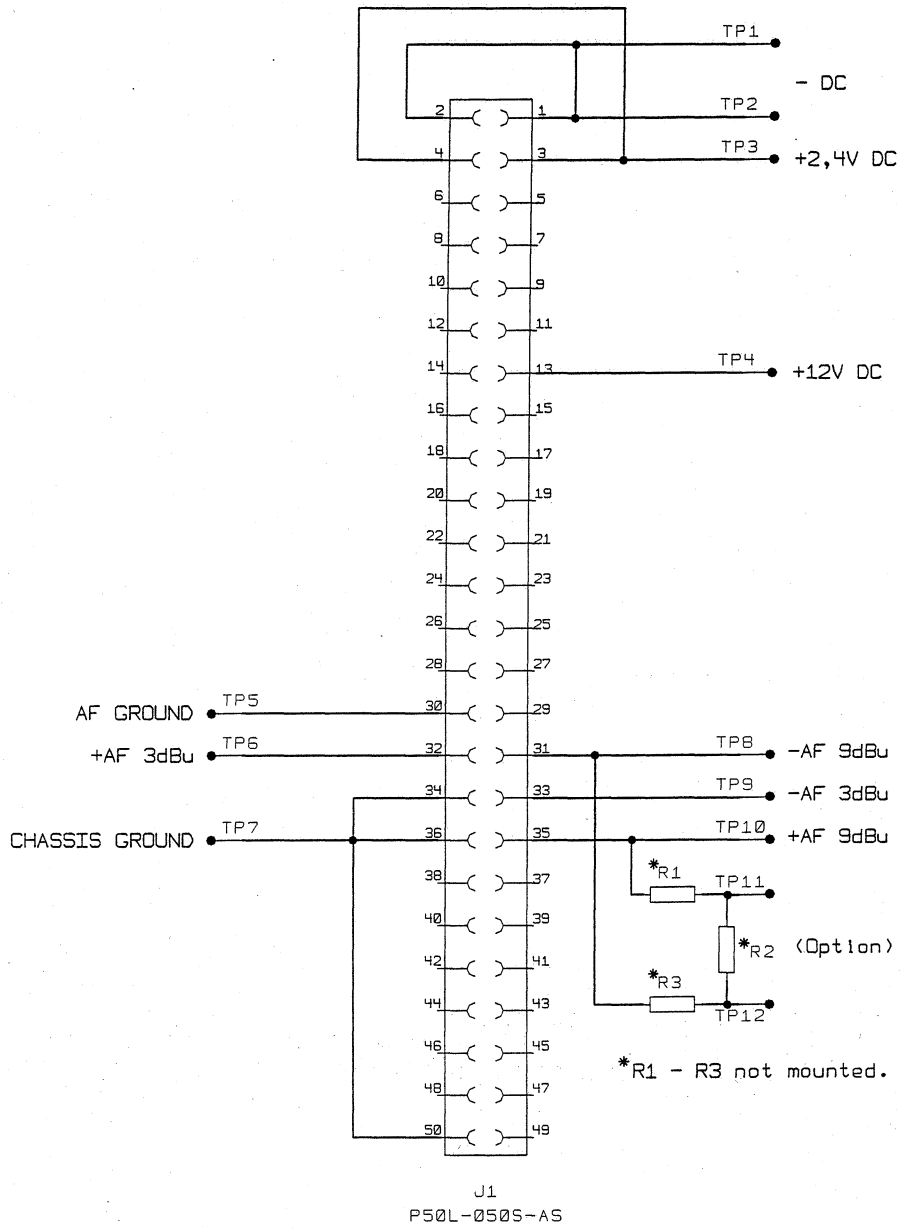 TP1
- DC
2 1 TP2
4 3 TP3 +2,4V DC
6 5
8 7
10 9
12 11
14 13 TP4 +12V DC
16 15
18 17
20 19
22 21
24 23
26 25
28 27
AF GROUND TP5 30 29
+AF 3dBu TP6 32 31 TP8 -AF 9dBu
34 33 TP9 -AF 3dBu
CHASSIS GROUND TP7 36 35 TP10 +AF 9dBu
38 37 *R1 TP11
40 39
*R2 (Option)
42 41
*R3
44 43 TP12
46 45
*R1 - R3 not mounted.
48 47
50 49
J1
P50L-050S-AS